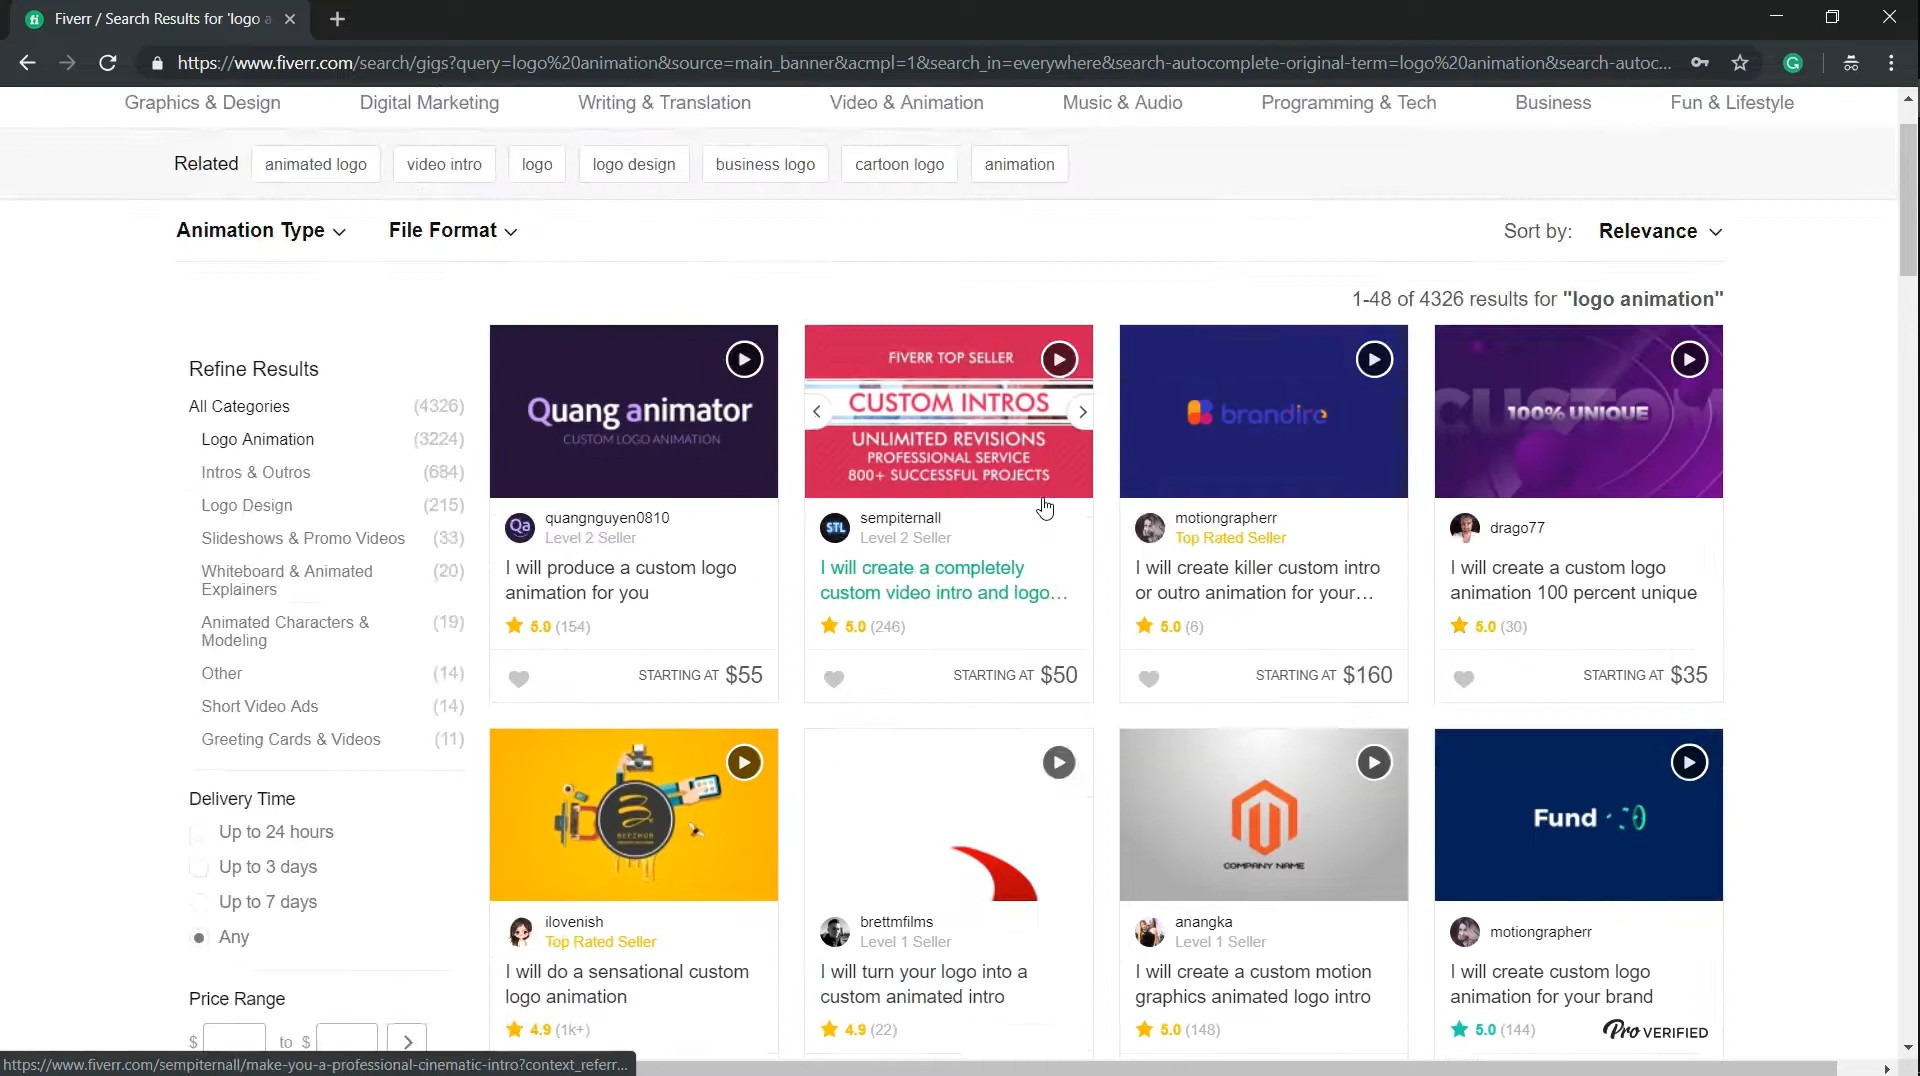 Fiverr / Search Results for 'logo a
https://www.fiverr.com/search/gigs?query=logo%20animation&source=main_banner&acmpl=1&search_in=everywhere&search-autocomplete-original-term=logo%20animation&search-autoc...
Graphics & Design
Digital Marketing
Writing & Translation
Video & Animation
Music & Audio
Programming & Tech
Business
Fun & Lifestyle
Related
animated logo
video intro
logo
logo design
business logo
cartoon logo
animation
Animation Type
File Format
Sort by: Relevance
1-48 of 4326 results for "logo animation"
Refine Results
All Categories (4326)
Logo Animation (3224)
Intros & Outros (684)
Logo Design (215)
Slideshows & Promo Videos (33)
Whiteboard & Animated (20)
Explainers
Animated Characters & (19)
Modeling
Other (14)
Short Video Ads (14)
Greeting Cards & Videos (11)
Delivery Time
Up to 24 hours
Up to 3 days
Up to 7 days
Any
Price Range
$ to $
Quang animator
CUSTOM LOGO ANIMATION
Qa
quangnguyen0810
Level 2 Seller
I will produce a custom logo
animation for you
5.0 (154)
STARTING AT $55
FIVERR TOP SELLER
CUSTOM INTROS
UNLIMITED REVISIONS
PROFESSIONAL SERVICE
800+ SUCCESSFUL PROJECTS
STL
sempiternall
Level 2 Seller
I will create a completely
custom video intro and logo...
5.0 (246)
STARTING AT $50
brandire
motiongrapherr
Top Rated Seller
I will create killer custom intro
or outro animation for your...
5.0 (6)
STARTING AT $160
CUSTOM
100% UNIQUE
drago77
I will create a custom logo
animation 100 percent unique
5.0 (30)
STARTING AT $35
BEEZHUB
ilovenish
Top Rated Seller
I will do a sensational custom
logo animation
4.9 (1k+)
brettmfilms
Level 1 Seller
I will turn your logo into a
custom animated intro
4.9 (22)
COMPANY NAME
anangka
Level 1 Seller
I will create a custom motion
graphics animated logo intro
5.0 (148)
Fund
motiongrapherr
I will create custom logo
animation for your brand
5.0 (144)
Pro VERIFIED
https://www.fiverr.com/sempiternall/make-you-a-professional-cinematic-intro?context_referr...